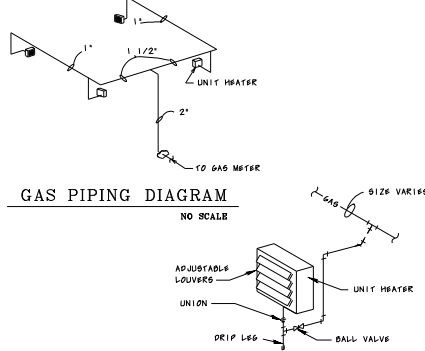 1"
1"
1 1/2"
UNIT HEATER
2"
TO GAS METER
GAS PIPING DIAGRAM
NO SCALE
GAS
SIZE VARIES
ADJUSTABLE
LOUVERS
UNIT HEATER
UNION
DRIP LEG
BALL VALVE